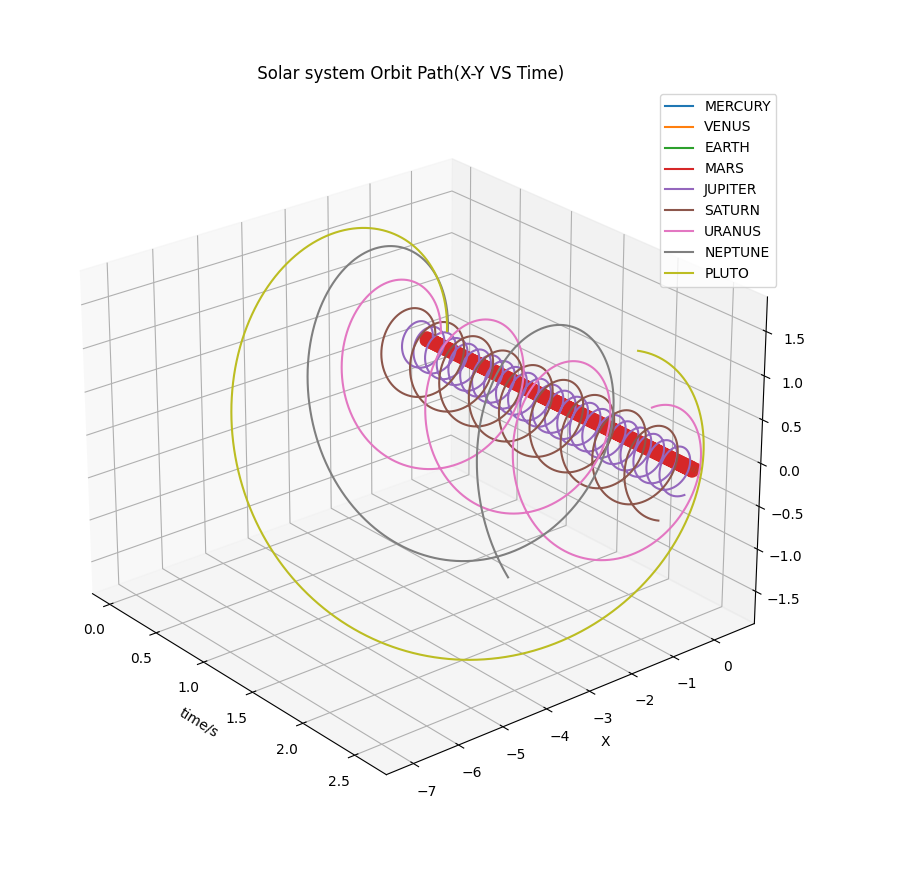 Solar system Orbit Path(X-Y VS Time)
MERCURY
VENUS
EARTH
MARS
JUPITER
SATURN
URANUS
NEPTUNE
PLUTO
1.5
1.0
0.5
0.0
−0.5
−1.0
−1.5
0.0
0.5
1.0
1.5
2.0
2.5
time/s
−7
−6
−5
−4
−3
−2
−1
0
X